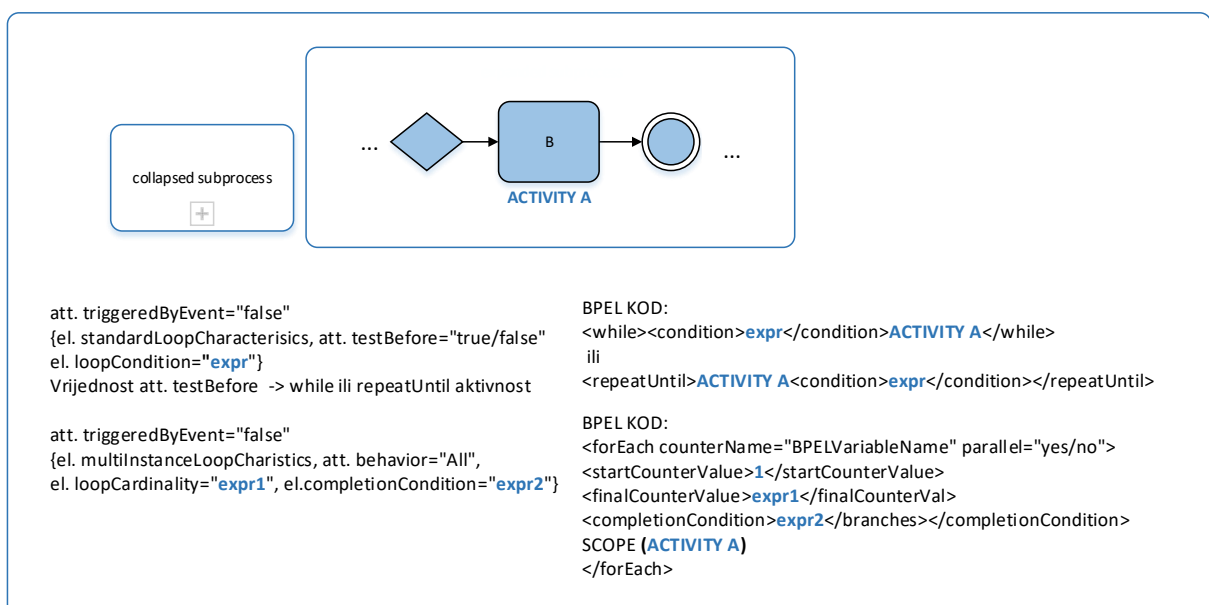 ... B ...
collapsed subprocess
ACTIVITY A
att. triggeredByEvent="false"
{el. standardLoopCharacterisics, att. testBefore="true/false"
el. loopCondition="expr"}
Vrijednost att. testBefore -> while ili repeatUntil aktivnost
att. triggeredByEvent="false"
{el. multiInstanceLoopCharistics, att. behavior="All",
el. loopCardinality="expr1", el.completionCondition="expr2"}
BPEL KOD:
<while><condition>expr</condition>ACTIVITY A</while>
ili
<repeatUntil>ACTIVITY A<condition>expr</condition></repeatUntil>
BPEL KOD:
<forEach counterName="BPELVariableName" parallel="yes/no">
<startCounterValue>1</startCounterValue>
<finalCounterValue>expr1</finalCounterVal>
<completionCondition>expr2</branches></completionCondition>
SCOPE (ACTIVITY A)
</forEach>